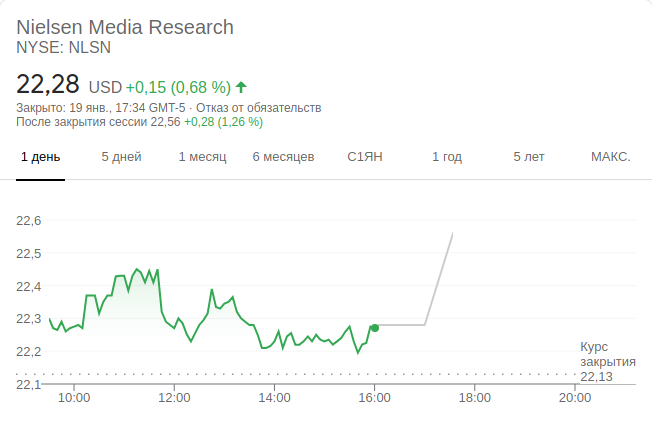 Nielsen Media Research
NYSE: NLSN
22,28 USD +0,15 (0,68 %)
Закрыто: 19 янв., 17:34 GMT-5 · Отказ от обязательств
После закрытия сессии 22,56 +0,28 (1,26 %)
1 день 5 дней 1 месяц 6 месяцев С1ЯН 1 год 5 лет МАКС.
22,6
22,5
22,4
22,3
22,2
22,1
Курс
закрытия
22,13
10:00 12:00 14:00 16:00 18:00 20:00